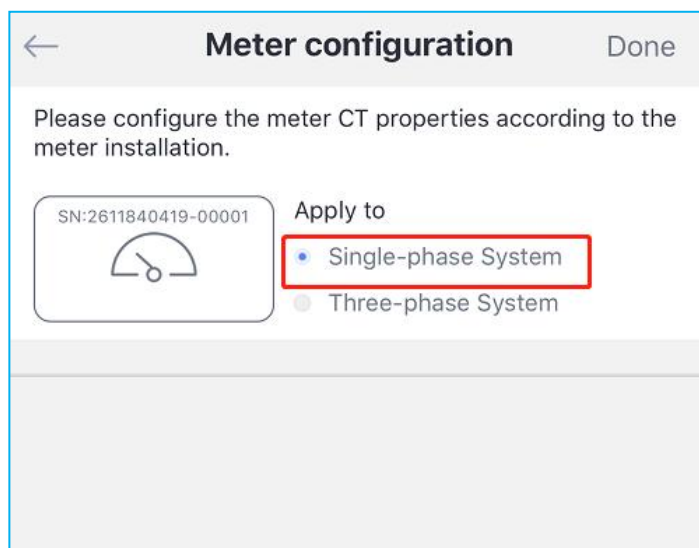 Meter configuration
Done
Please configure the meter CT properties according to the
meter installation.
SN:2611840419-00001
Apply to
Single-phase System
Three-phase System